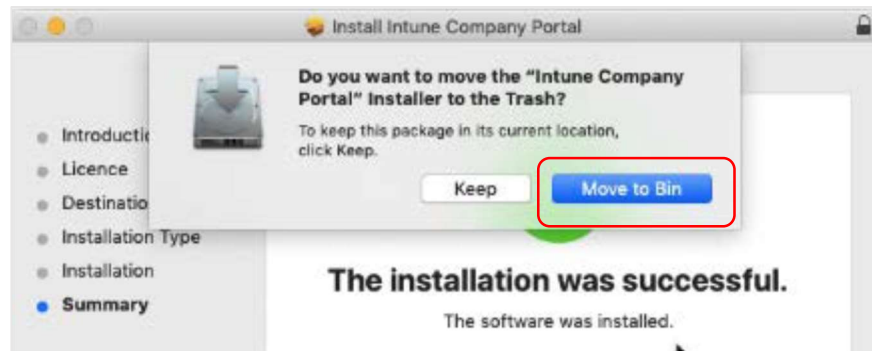 Install Intune Company Portal
Do you want to move the “Intune Company
Portal” Installer to the Trash?
To keep this package in its current location,
click Keep.
Keep
Move to Bin
Introductio
Licence
Destinatio
Installation Type
Installation
Summary
The installation was successful.
The software was installed.